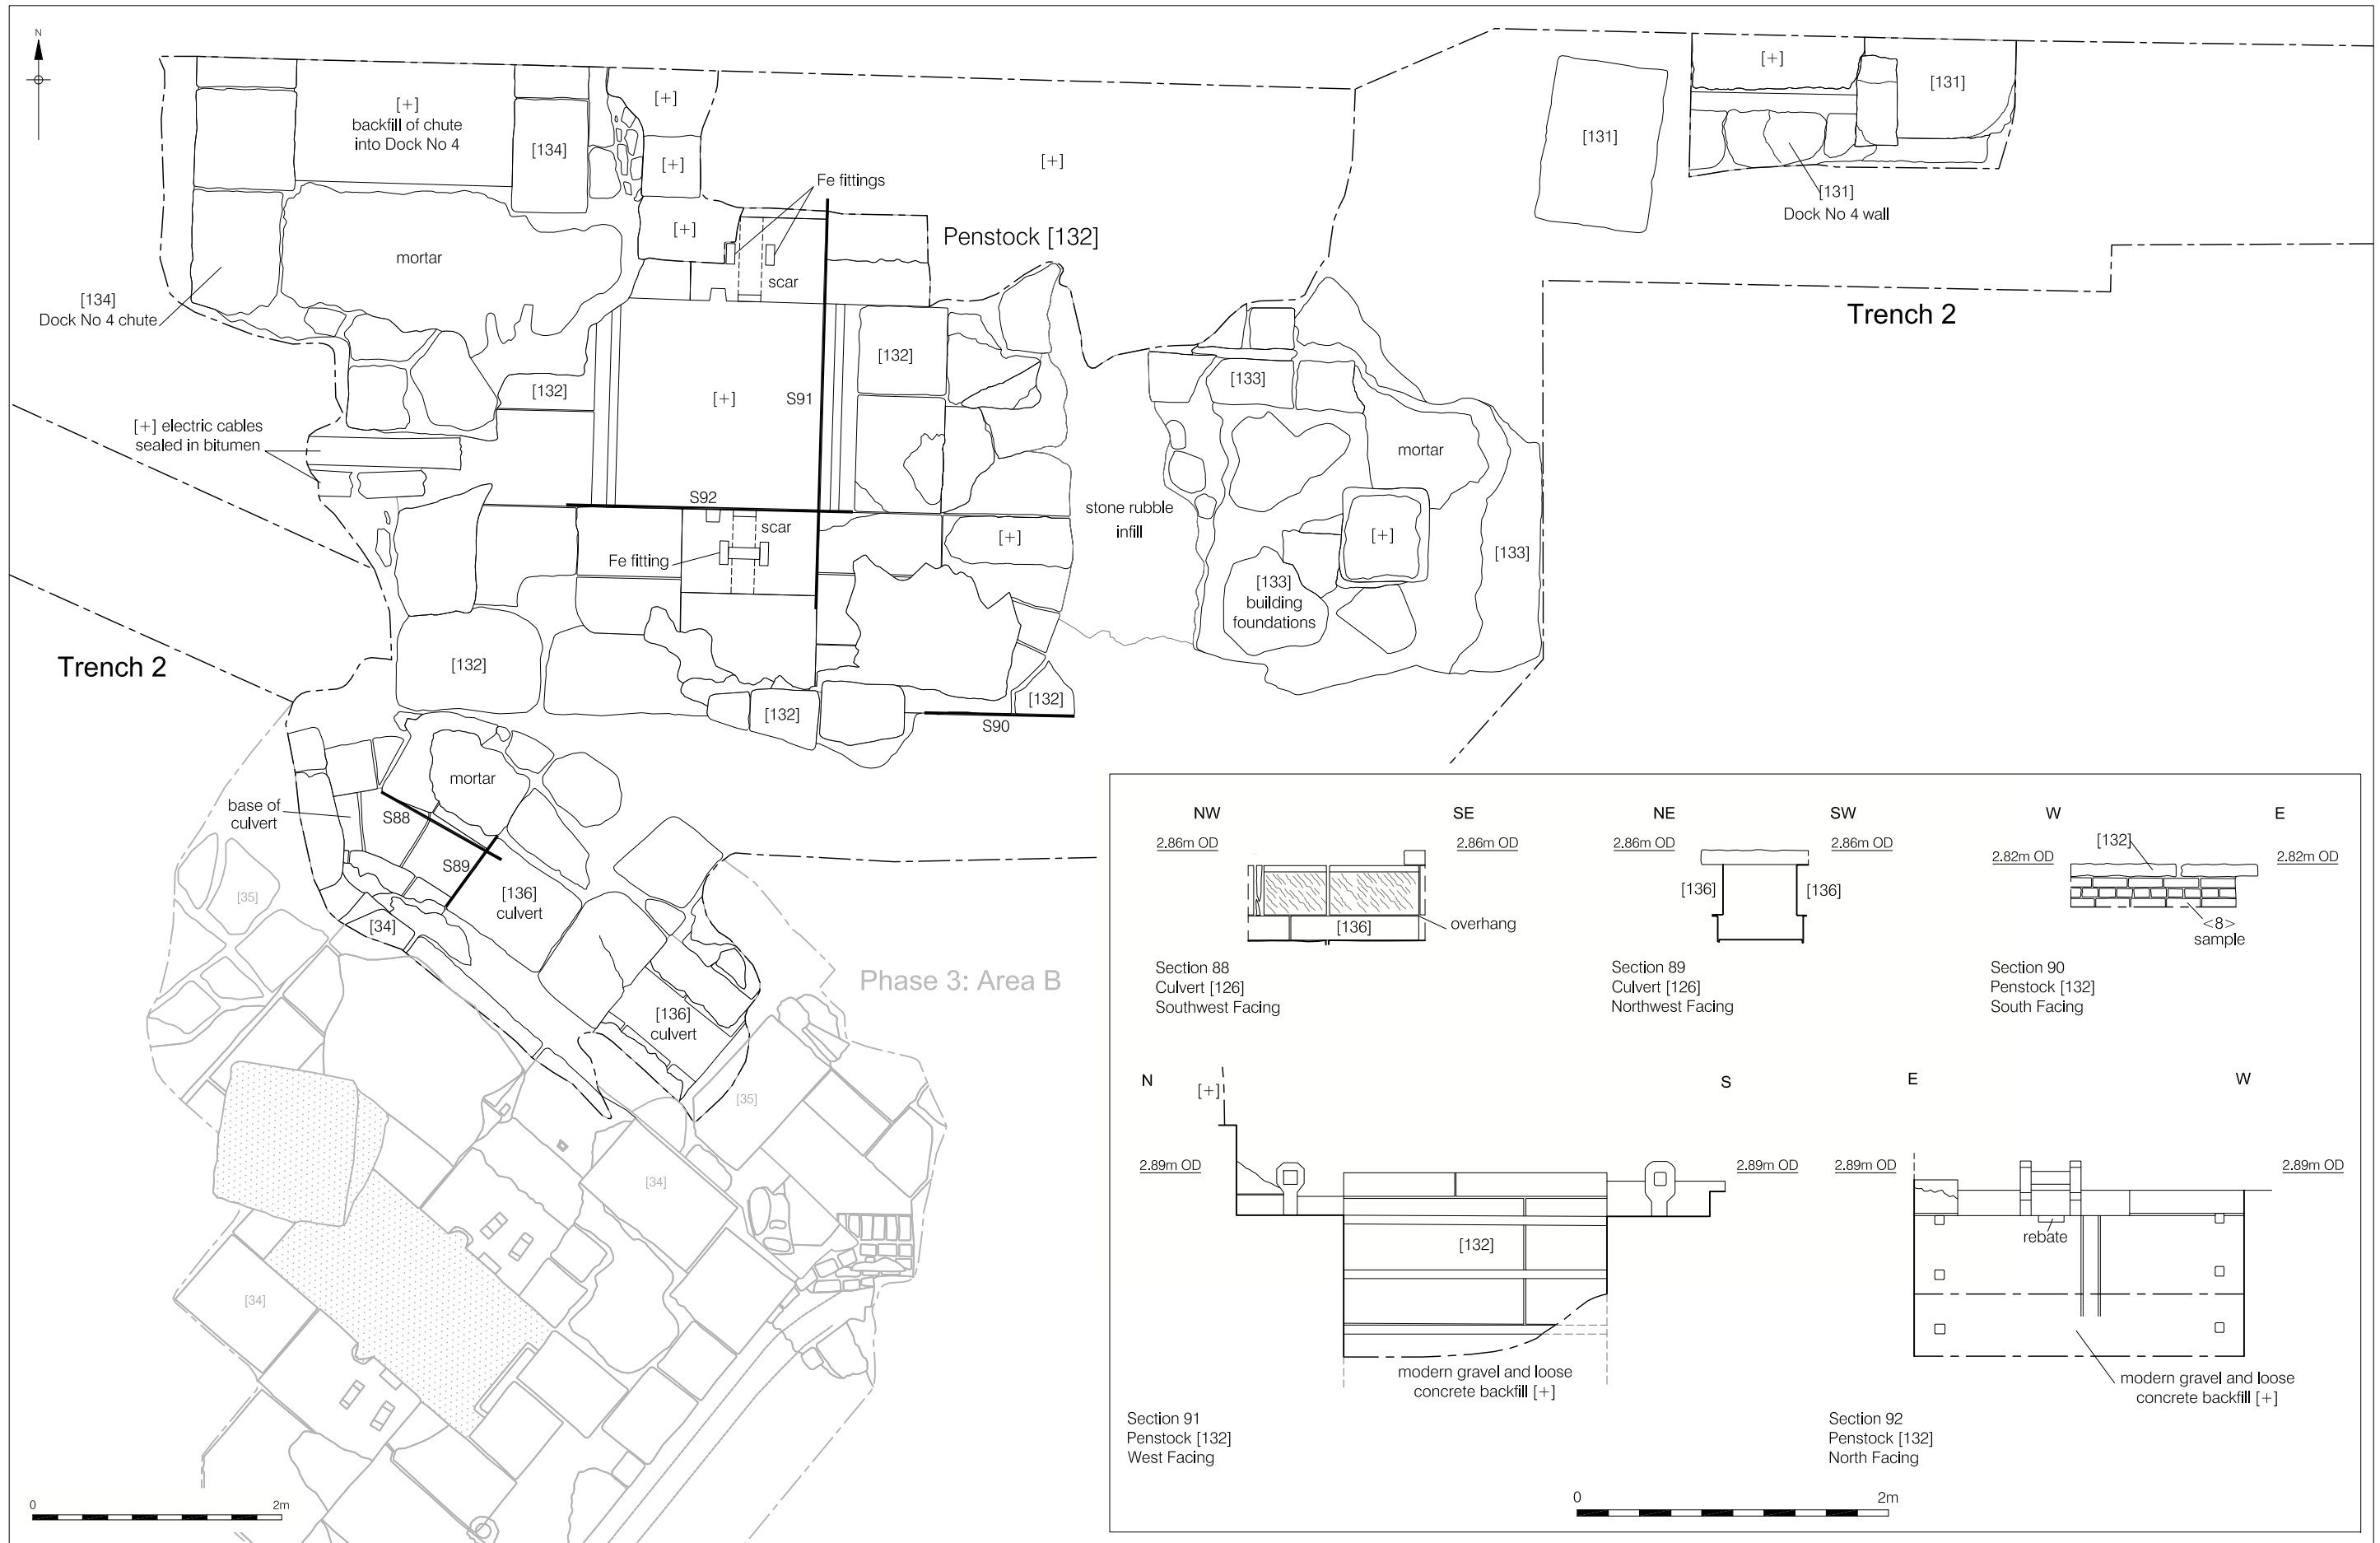 N
[+]
backfill of chute
into Dock No 4
[134]
[+]
[+]
[+]
[+]
[+]
[131]
[131]
[131]
Dock No 4 wall
Fe fittings
Penstock [132]
mortar
scar
[134]
Dock No 4 chute
Trench 2
[132]
[132]
[133]
[+]
S91
[+] electric cables
sealed in bitumen
mortar
S92
scar
Fe fitting
[+]
stone rubble
infill
[+]
[133]
[133]
building
foundations
Trench 2
[132]
[132]
[132]
S90
mortar
base of
culvert
S88
S89
[35]
[136]
culvert
[34]
Phase 3: Area B
[136]
culvert
[35]
[34]
[34]
0 2m
NW SE
2.86m OD 2.86m OD
[136]
overhang
Section 88
Culvert [126]
Southwest Facing
NE SW
2.86m OD 2.86m OD
[136] [136]
Section 89
Culvert [126]
Northwest Facing
W E
[132]
2.82m OD 2.82m OD
<8>
sample
Section 90
Penstock [132]
South Facing
N S
[+]
2.89m OD 2.89m OD
[132]
modern gravel and loose
concrete backfill [+]
Section 91
Penstock [132]
West Facing
E W
2.89m OD 2.89m OD
rebate
modern gravel and loose
concrete backfill [+]
Section 92
Penstock [132]
North Facing
0 2m